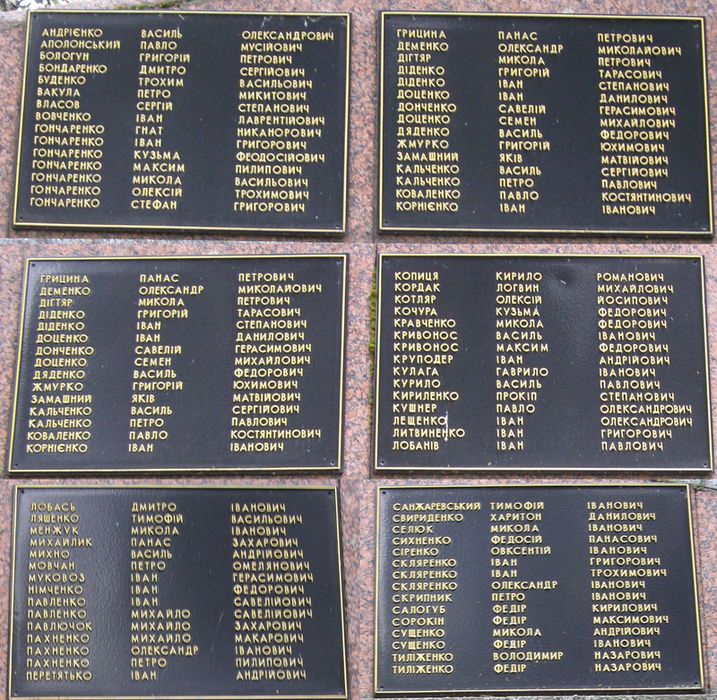 АНДРІЄНКО ВАСИЛЬ ОЛЕКСАНДРОВИЧ
АПОЛОНСЬКИЙ ПАВЛО МУСІЙОВИЧ
БОЛОГУН ГРИГОРІЙ ПЕТРОВИЧ
БОНДАРЕНКО ДМИТРО СЕРГІЙОВИЧ
БУДЕНКО ТРОХИМ ВАСИЛЬОВИЧ
ВАКУЛА ПЕТРО МИКИТОВИЧ
ВЛАСОВ СЕРГІЙ СТЕПАНОВИЧ
ВОВЧЕНКО ІВАН ЛАВРЕНТІЙОВИЧ
ГОНЧАРЕНКО ГНАТ НИКАНОРОВИЧ
ГОНЧАРЕНКО ІВАН ГРИГОРОВИЧ
ГОНЧАРЕНКО КУЗЬМА ФЕОДОСІЙОВИЧ
ГОНЧАРЕНКО МАКСИМ ПИЛИПОВИЧ
ГОНЧАРЕНКО МИКОЛА ВАСИЛЬОВИЧ
ГОНЧАРЕНКО ОЛЕКСІЙ ТРОХИМОВИЧ
ГОНЧАРЕНКО СТЕФАН ГРИГОРОВИЧ
ГРИЦИНА ПАНАС ПЕТРОВИЧ
ДЕМЕНКО ОЛЕКСАНДР МИКОЛАЙОВИЧ
ДІГТЯР МИКОЛА ПЕТРОВИЧ
ДІДЕНКО ГРИГОРІЙ ТАРАСОВИЧ
ДІДЕНКО ІВАН СТЕПАНОВИЧ
ДОЦЕНКО ІВАН ДАНИЛОВИЧ
ДОНЧЕНКО САВЕЛІЙ ГЕРАСИМОВИЧ
ДОЦЕНКО СЕМЕН МИХАЙЛОВИЧ
ДЯДЕНКО ВАСИЛЬ ФЕДОРОВИЧ
ЖМУРКО ГРИГОРІЙ ЮХИМОВИЧ
ЗАМАШНИЙ ЯКІВ МАТВІЙОВИЧ
КАЛЬЧЕНКО ВАСИЛЬ СЕРГІЙОВИЧ
КАЛЬЧЕНКО ПЕТРО ПАВЛОВИЧ
КОВАЛЕНКО ПАВЛО КОСТЯНТИНОВИЧ
КОРНІЄНКО ІВАН ІВАНОВИЧ
ГРИЦИНА ПАНАС ПЕТРОВИЧ
ДЕМЕНКО ОЛЕКСАНДР МИКОЛАЙОВИЧ
ДІГТЯР МИКОЛА ПЕТРОВИЧ
ДІДЕНКО ГРИГОРІЙ ТАРАСОВИЧ
ДІДЕНКО ІВАН СТЕПАНОВИЧ
ДОЦЕНКО ІВАН ДАНИЛОВИЧ
ДОНЧЕНКО САВЕЛІЙ ГЕРАСИМОВИЧ
ДОЦЕНКО СЕМЕН МИХАЙЛОВИЧ
ДЯДЕНКО ВАСИЛЬ ФЕДОРОВИЧ
ЖМУРКО ГРИГОРІЙ ЮХИМОВИЧ
ЗАМАШНИЙ ЯКІВ МАТВІЙОВИЧ
КАЛЬЧЕНКО ВАСИЛЬ СЕРГІЙОВИЧ
КАЛЬЧЕНКО ПЕТРО ПАВЛОВИЧ
КОВАЛЕНКО ПАВЛО КОСТЯНТИНОВИЧ
КОРНІЄНКО ІВАН ІВАНОВИЧ
КОПИЦЯ КИРИЛО РОМАНОВИЧ
КОРДАК ЛОГВИН МИХАЙЛОВИЧ
КОТЛЯР ОЛЕКСІЙ ЙОСИПОВИЧ
КОЧУРА КУЗЬМА ФЕДОРОВИЧ
КРАВЧЕНКО МИКОЛА ФЕДОРОВИЧ
КРИВОНОС ВАСИЛЬ ІВАНОВИЧ
КРИВОНОС МАКСИМ ФЕДОРОВИЧ
КРУПОДЕР ІВАН АНДРІЙОВИЧ
КУЛАГА ГАВРИЛО ІВАНОВИЧ
КУРИЛО ВАСИЛЬ ПАВЛОВИЧ
КИРИЛЕНКО ПРОКІП СТЕПАНОВИЧ
КУШНЕР ПАВЛО ОЛЕКСАНДРОВИЧ
ЛЕЩЕНКО ІВАН ОЛЕКСАНДРОВИЧ
ЛИТВИНЕНКО ІВАН ГРИГОРОВИЧ
ЛОБАНІВ ІВАН ПАВЛОВИЧ
ЛОБАСЬ ДМИТРО ІВАНОВИЧ
ЛЯШЕНКО ТИМОФІЙ ВАСИЛЬОВИЧ
МЕНЖУК МИКОЛА ІВАНОВИЧ
МИХАЙЛИК ПАНАС ЗАХАРОВИЧ
МИХНО ВАСИЛЬ АНДРІЙОВИЧ
МОВЧАН ПЕТРО ОМЕЛЯНОВИЧ
МУКОВОЗ ІВАН ГЕРАСИМОВИЧ
НІМЧЕНКО ІВАН ФЕДОРОВИЧ
ПАВЛЕНКО ІВАН САВЕЛІЙОВИЧ
ПАВЛЕНКО МИХАЙЛО САВЕЛІЙОВИЧ
ПАВЛЮЧОК МИХАЙЛО ЗАХАРОВИЧ
ПАХНЕНКО МИХАЙЛО МАКАРОВИЧ
ПАХНЕНКО ОЛЕКСАНДР ІВАНОВИЧ
ПАХНЕНКО ПЕТРО ПИЛИПОВИЧ
ПЕРЕТЯТЬКО ІВАН АНДРІЙОВИЧ
САНЖАРЕВСЬКИЙ ТИМОФІЙ ІВАНОВИЧ
СВИРИДЕНКО ХАРИТОН ДАНИЛОВИЧ
СЕЛЮК МИКОЛА ІВАНОВИЧ
СИХНЕНКО ФЕДОСІЙ ПАНАСОВИЧ
СІРЕНКО ОВКСЕНТІЙ ІВАНОВИЧ
СКЛЯРЕНКО ІВАН ГРИГОРОВИЧ
СКЛЯРЕНКО ІВАН ТРОХИМОВИЧ
СКЛЯРЕНКО ОЛЕКСАНДР ІВАНОВИЧ
СКРИПНИК ПЕТРО ІВАНОВИЧ
САЛОГУБ ФЕДІР КИРИЛОВИЧ
СОРОКІН ФЕДІР МАКСИМОВИЧ
СУЩЕНКО МИКОЛА АНДРІЙОВИЧ
СУЩЕНКО ФЕДІР ІВАНОВИЧ
ТИЛІЖЕНКО ВОЛОДИМИР НАЗАРОВИЧ
ТИЛІЖЕНКО ФЕДІР НАЗАРОВИЧ